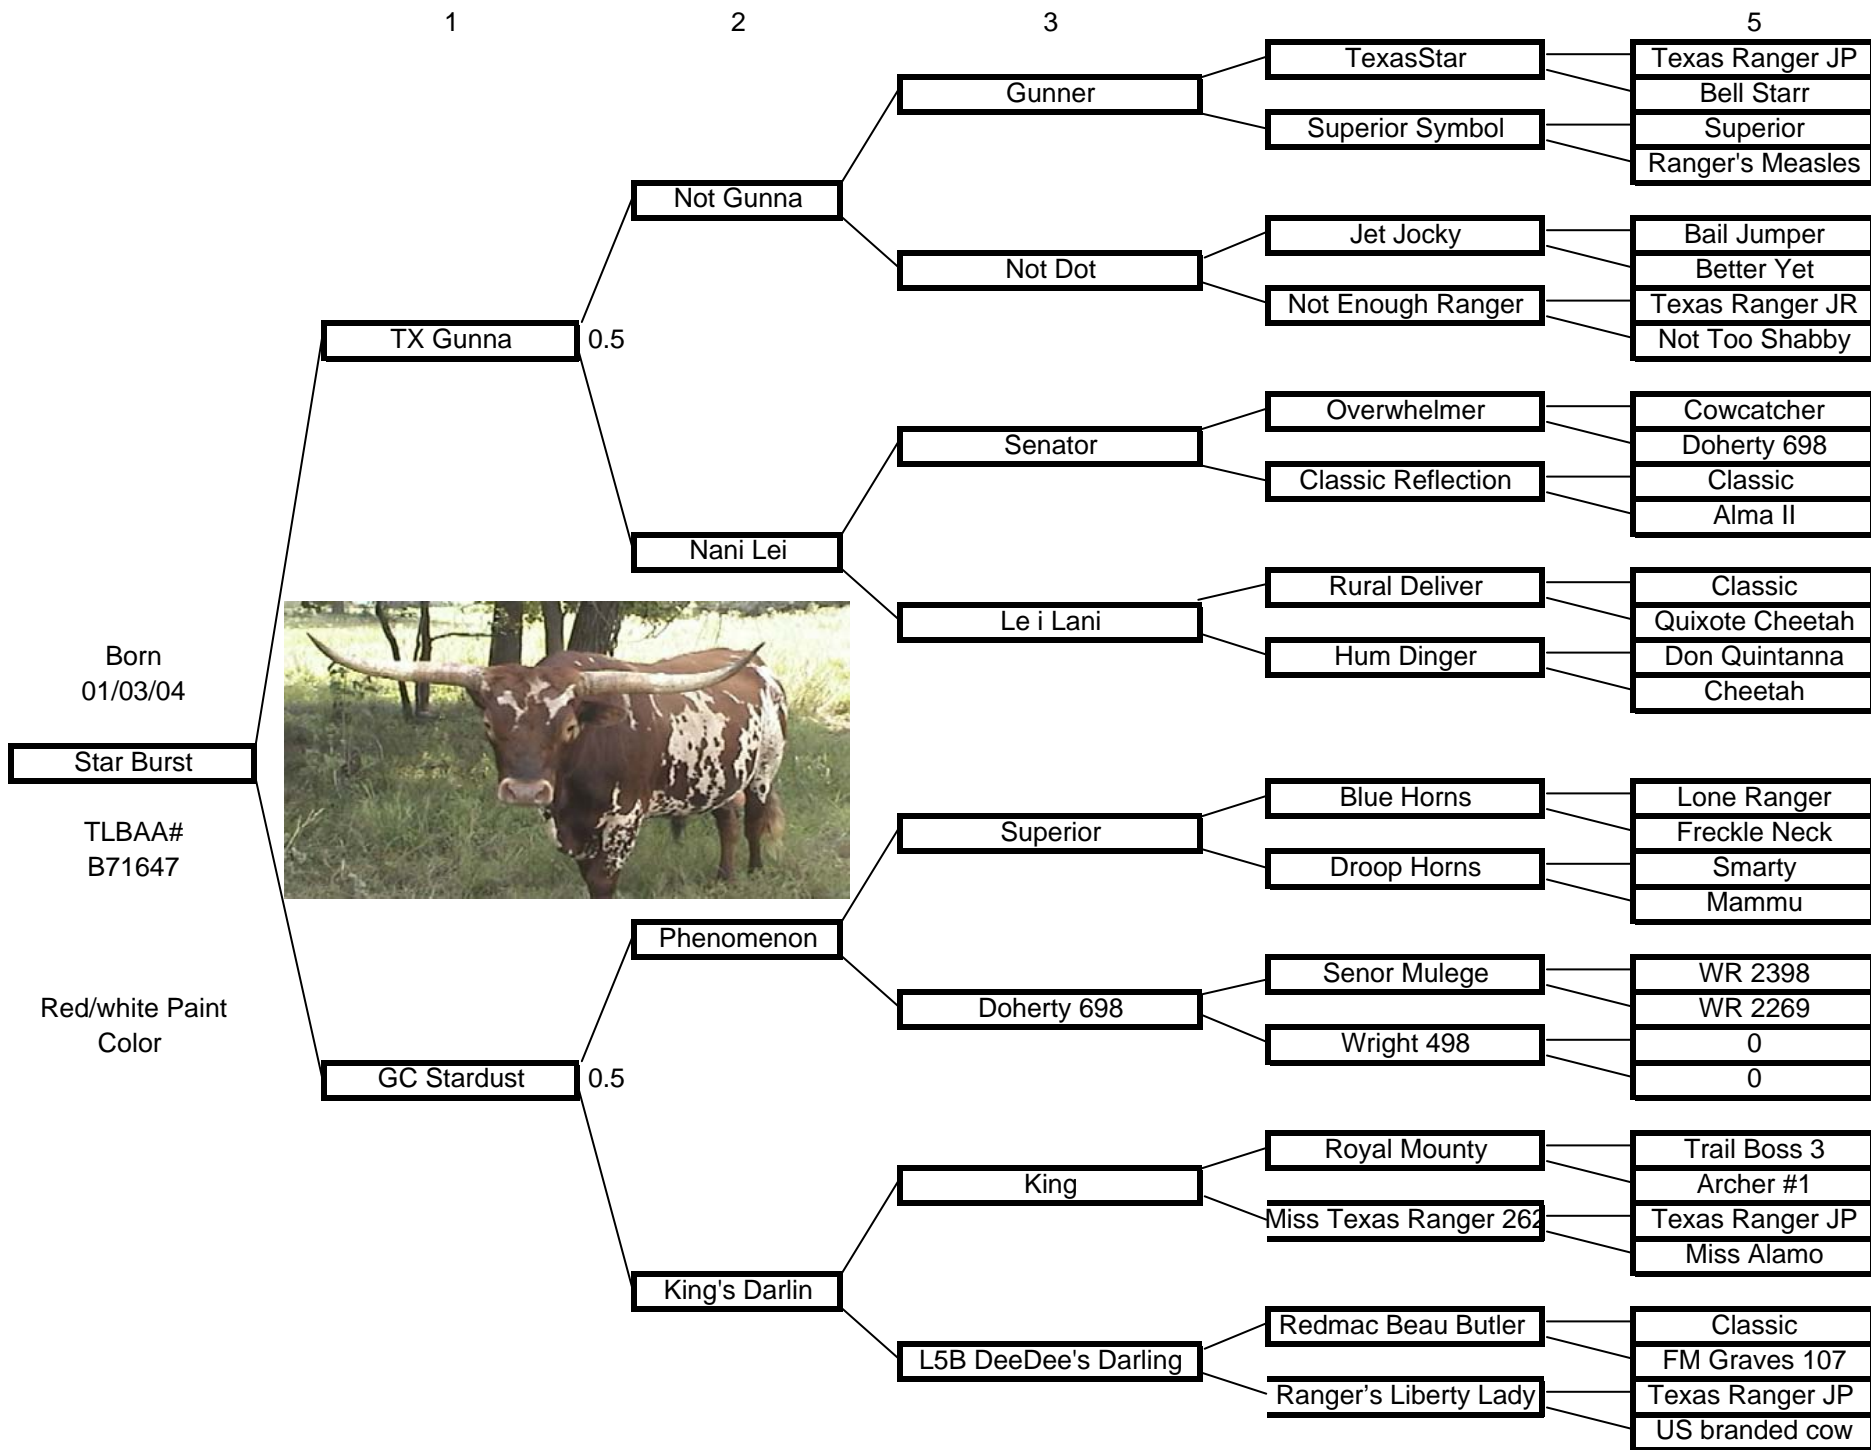 1 2 3 5
TexasStar
Texas Ranger JP
Gunner
Bell Starr
Superior Symbol
Superior
Ranger's Measles
Not Gunna
Jet Jocky
Bail Jumper
Not Dot
Better Yet
Not Enough Ranger
Texas Ranger JR
TX Gunna 0.5
Not Too Shabby
Overwhelmer
Cowcatcher
Senator
Doherty 698
Classic Reflection
Classic
Alma II
Nani Lei
Rural Deliver
Classic
Le i Lani
Quixote Cheetah
Born
Hum Dinger
Don Quintanna
01/03/04
Cheetah
Star Burst
Blue Horns
Lone Ranger
TLBAA#
Superior
Freckle Neck
B71647
Droop Horns
Smarty
Mammu
Phenomenon
Senor Mulege
WR 2398
Red/white Paint
Doherty 698
WR 2269
Color
Wright 498
0
GC Stardust 0.5
0
Royal Mounty
Trail Boss 3
King
Archer #1
Miss Texas Ranger 262
Texas Ranger JP
Miss Alamo
King's Darlin
Redmac Beau Butler
Classic
L5B DeeDee's Darling
FM Graves 107
Ranger’s Liberty Lady
Texas Ranger JP
US branded cow